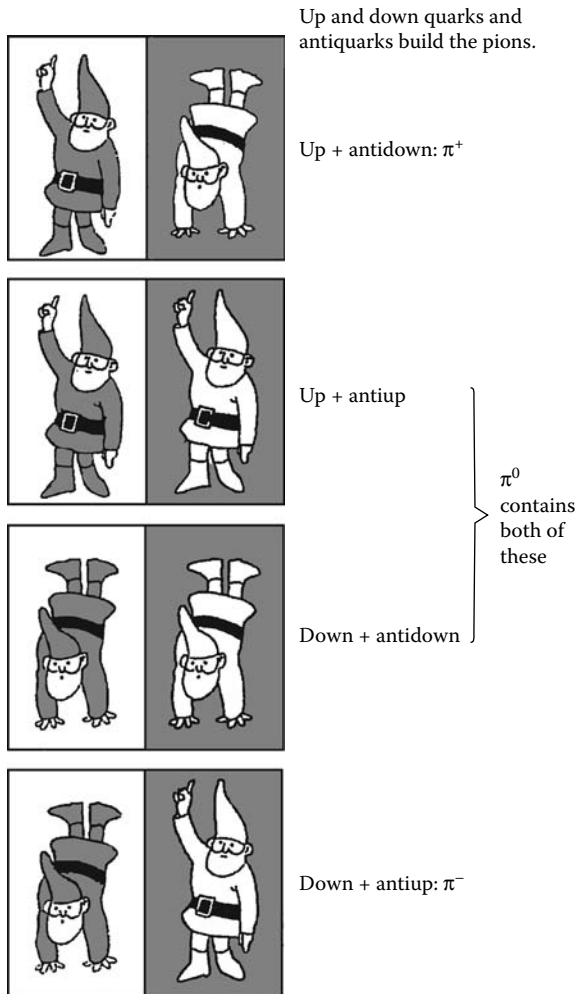 Up and down quarks and
antiquarks build the pions.
Up + antidown: π⁺
Up + antiup
π⁰
contains
both of
these
Down + antidown
Down + antiup: π⁻